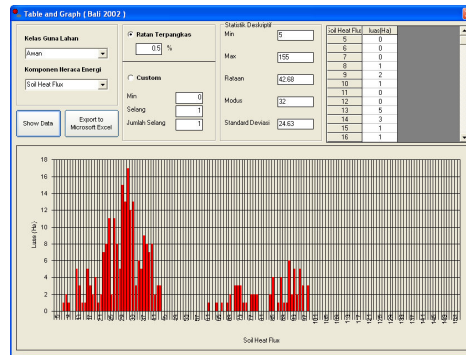 Table and Graph ( Bali 2002 )
Kelas Guna Lahan
Awan
Komponen Neraca Energi
Soil Heat Flux
Show Data
Export to Microsoft Excel
Ratan Terpangkas
0.5 %
Custom
Min 0
Selang 1
Jumlah Selang 1
Statistik Deskriptif
Min 5
Max 155
Rataan 42.68
Modus 32
Standard Deviasi 24.63
Soil Heat Flux luas(Ha)
5 0
6 0
7 0
8 1
9 2
10 1
11 0
12 0
13 5
14 3
15 1
16 1
18
16
14
12
10
8
6
4
2
0
Luas (Ha)
Soil Heat Flux